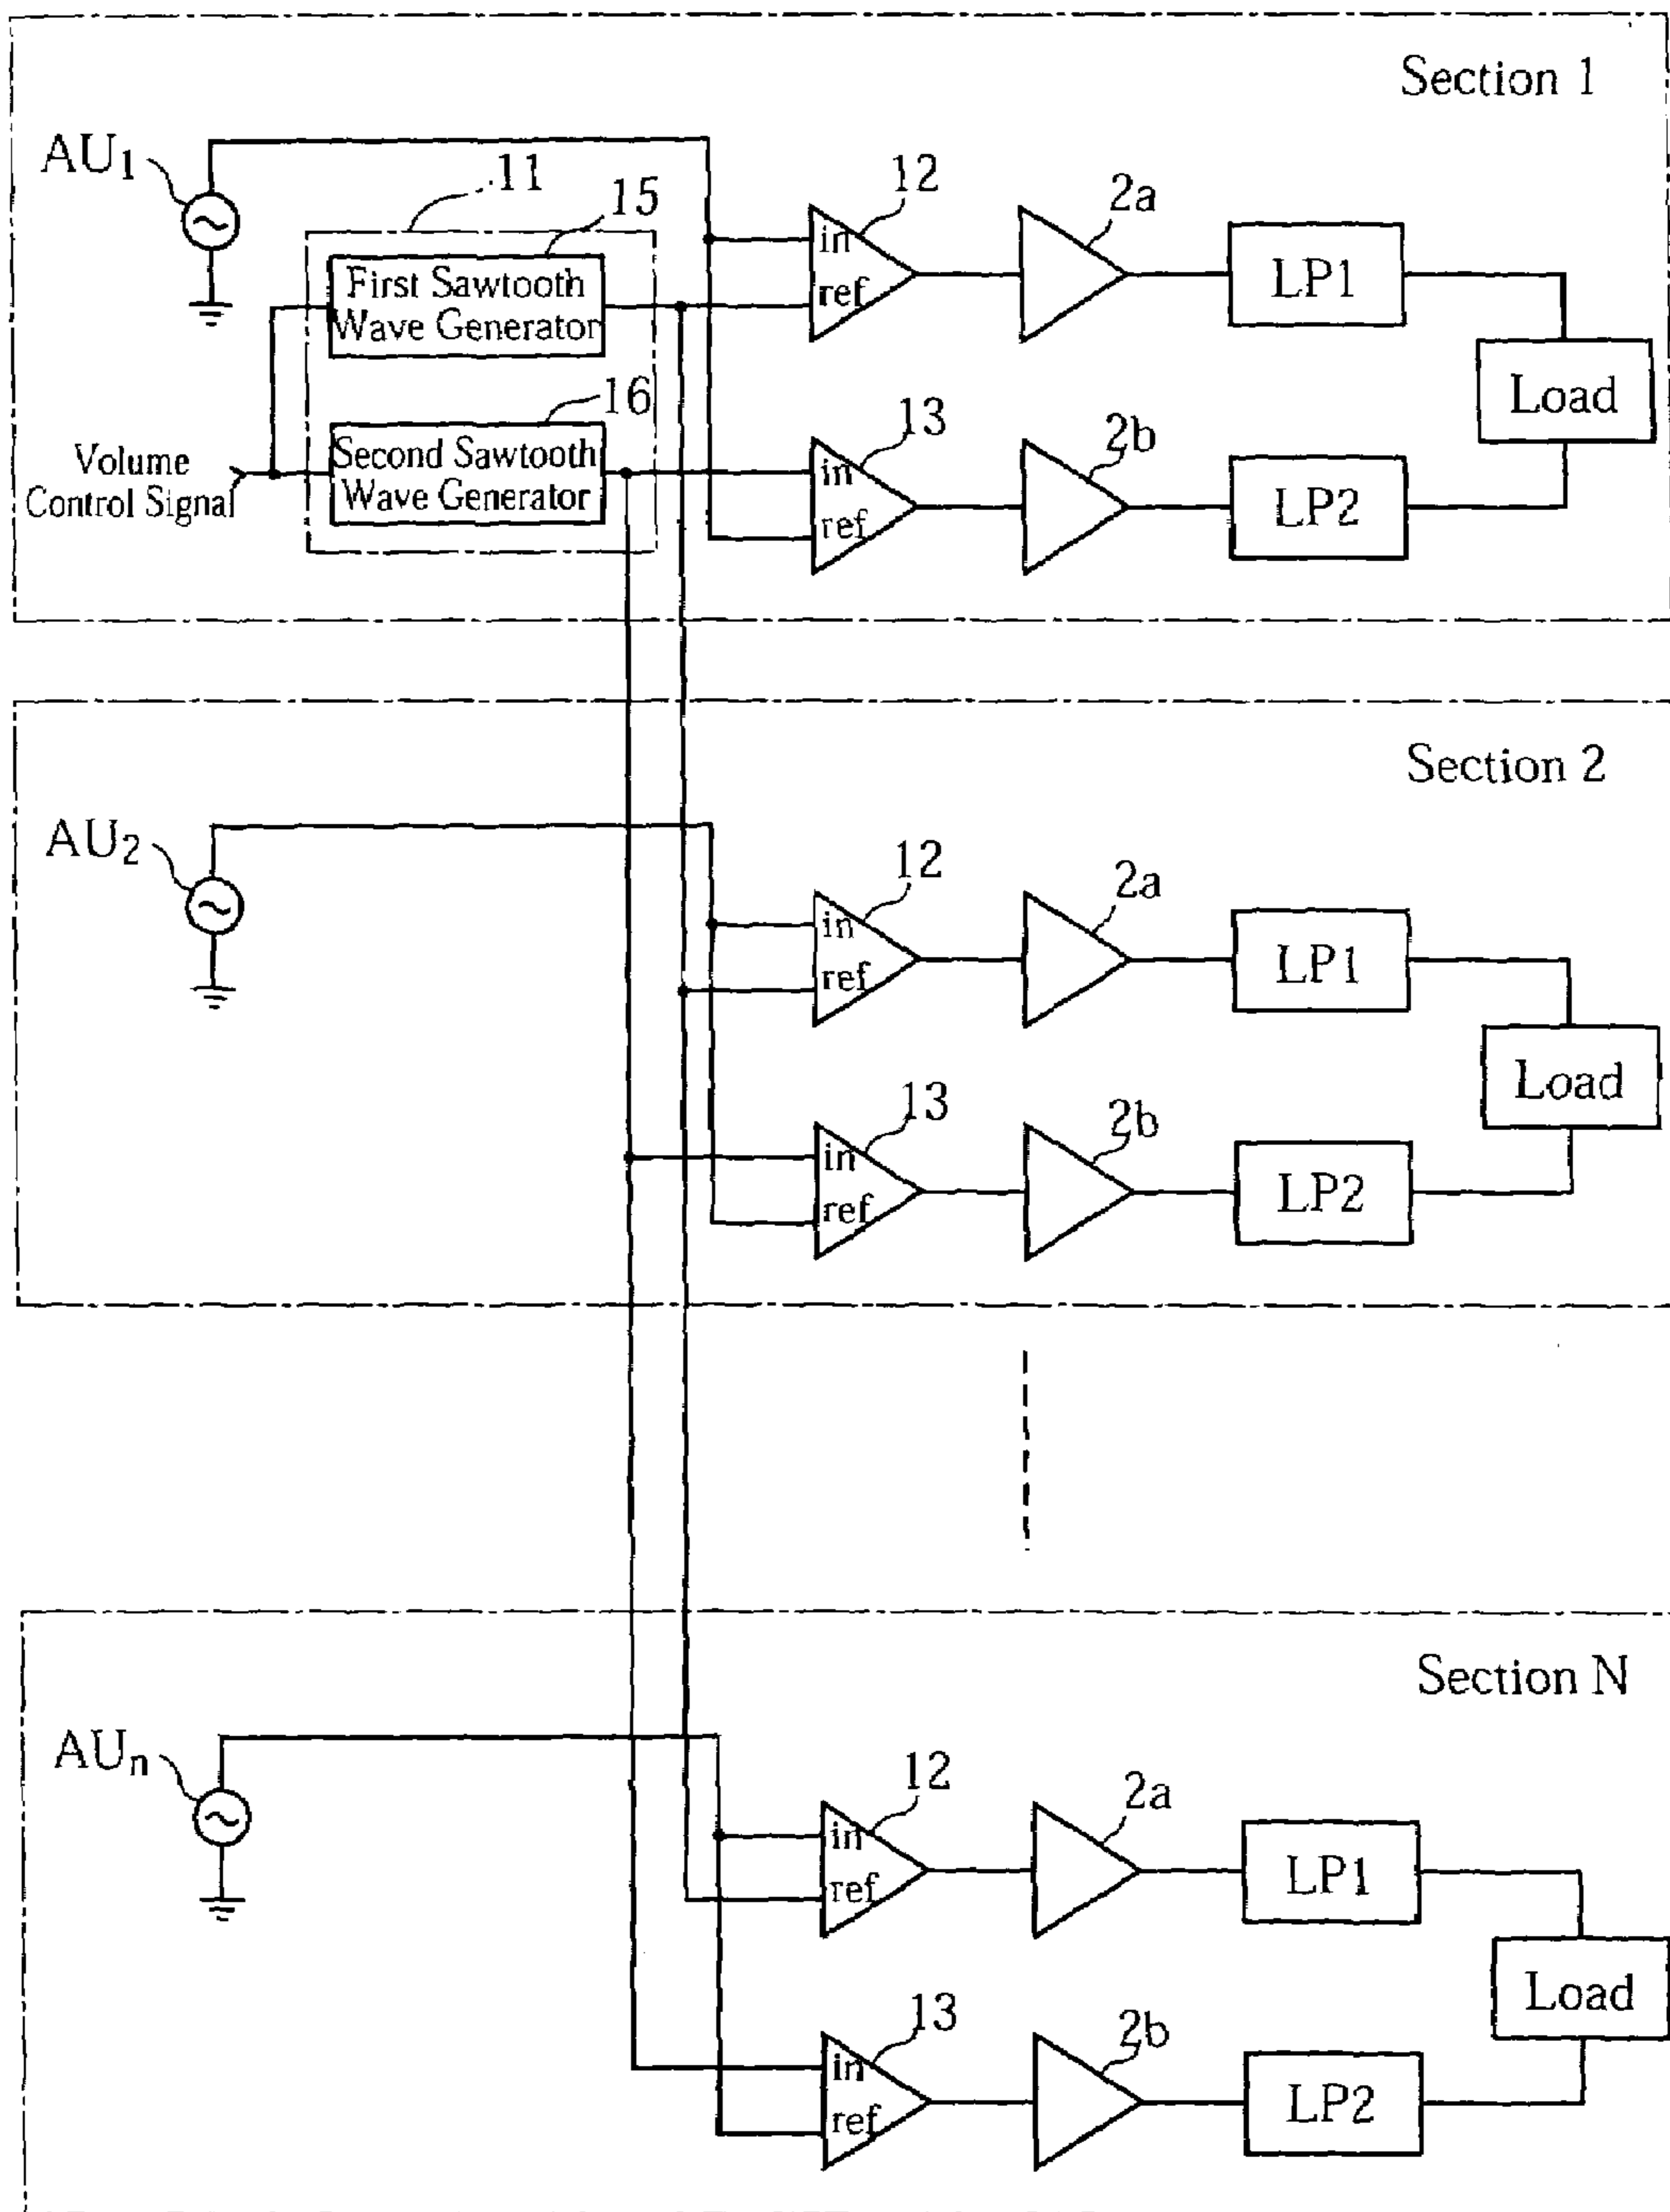 Section 1
AU1
11
15
12
2a
First Sawtooth
Wave Generator
in
ref
LP1
Load
16
13
2b
Volume
Control Signal
Second Sawtooth
Wave Generator
in
ref
LP2
Section 2
AU2
12
2a
in
ref
LP1
Load
13
2b
in
ref
LP2
Section N
AUn
12
2a
in
ref
LP1
Load
13
2b
in
ref
LP2